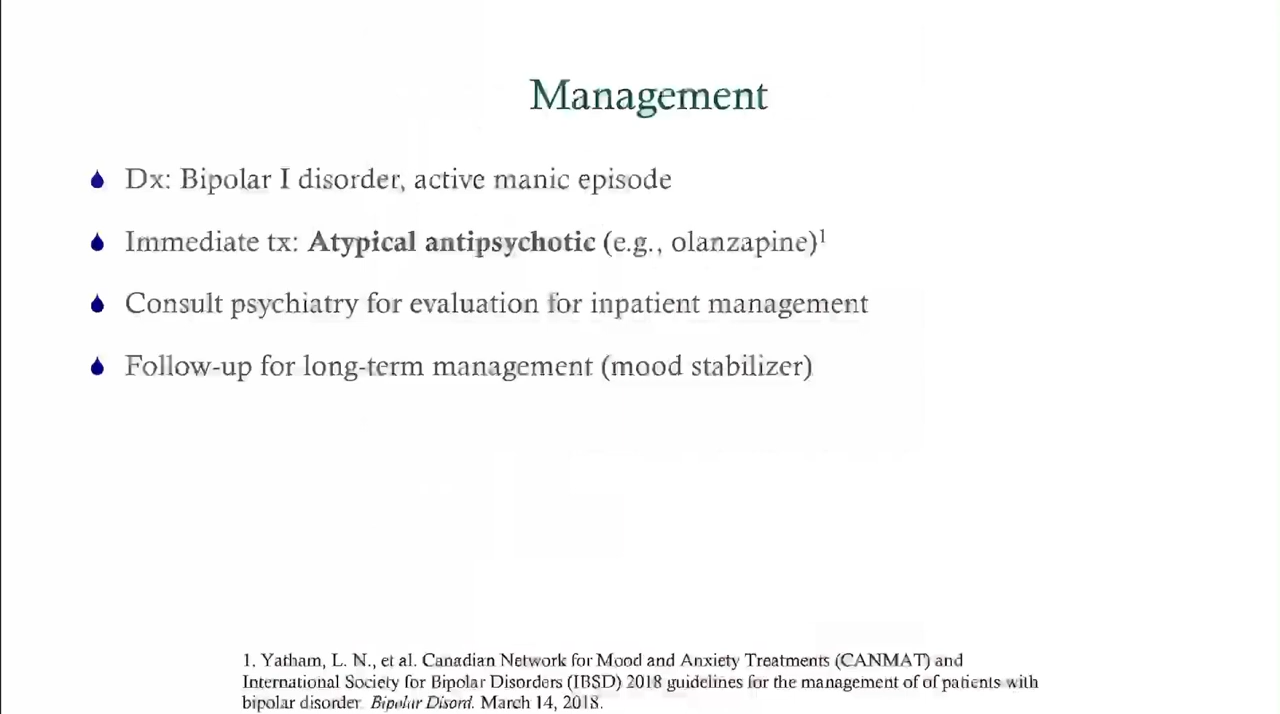 Management
Dx: Bipolar I disorder, active manic episode
Immediate tx: Atypical antipsychotic (e.g., olanzapine)¹
Consult psychiatry for evaluation for inpatient management
Follow-up for long-term management (mood stabilizer)
1. Yatham, L. N., et al. Canadian Network for Mood and Anxiety Treatments (CANMAT) and
International Society for Bipolar Disorders (IBSD) 2018 guidelines for the management of of patients with
bipolar disorder. Bipolar Disord. March 14, 2018.